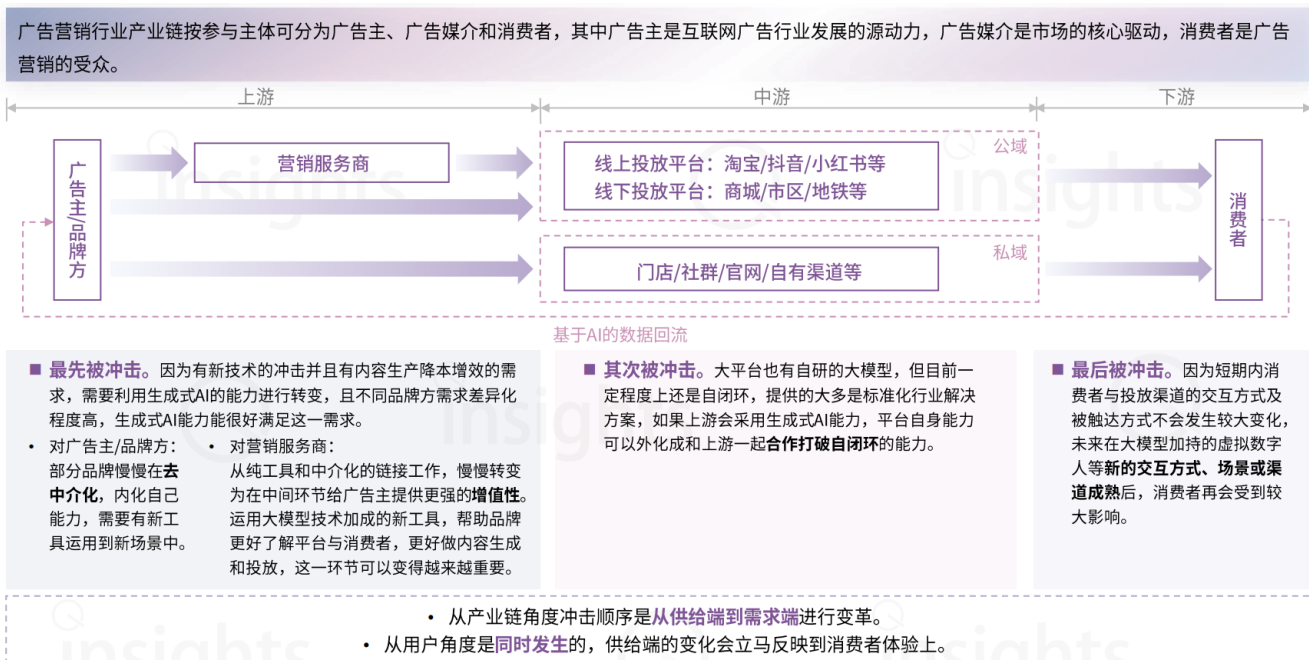 广告营销行业产业链按参与主体可分为广告主、广告媒介和消费者，其中广告主是互联网广告行业发展的源动力，广告媒介是市场的核心驱动，消费者是广告
营销的受众。
上游
中游
下游
广告主/品牌方
营销服务商
公域
线上投放平台：淘宝/抖音/小红书等
线下投放平台：商城/市区/地铁等
私域
门店/社群/官网/自有渠道等
消费者
基于AI的数据回流
■ 最先被冲击。因为有新技术的冲击并且有内容生产降本增效的需
求，需要利用生成式AI的能力进行转变，且不同品牌方需求差异化
程度高，生成式AI能力能很好满足这一需求。
• 对广告主/品牌方：
部分品牌慢慢在去
中介化，内化自己
能力，需要有新工
具运用到新场景中。
• 对营销服务商：
从纯工具和中介化的链接工作，慢慢转变
为在中间环节给广告主提供更强的增值性。
运用大模型技术加成的新工具，帮助品牌
更好了解平台与消费者，更好做内容生成
和投放，这一环节可以变得越来越重要。
■ 其次被冲击。大平台也有自研的大模型，但目前一
定程度上还是自闭环，提供的大多是标准化行业解决
方案，如果上游会采用生成式AI能力，平台自身能力
可以外化成和上游一起合作打破自闭环的能力。
■ 最后被冲击。因为短期内消
费者与投放渠道的交互方式及
被触达方式不会发生较大变化，
未来在大模型加持的虚拟数字
人等新的交互方式、场景或渠
道成熟后，消费者再会受到较
大影响。
• 从产业链角度冲击顺序是从供给端到需求端进行变革。
• 从用户角度是同时发生的，供给端的变化会立马反映到消费者体验上。
insights
insights
insights
insights
insights